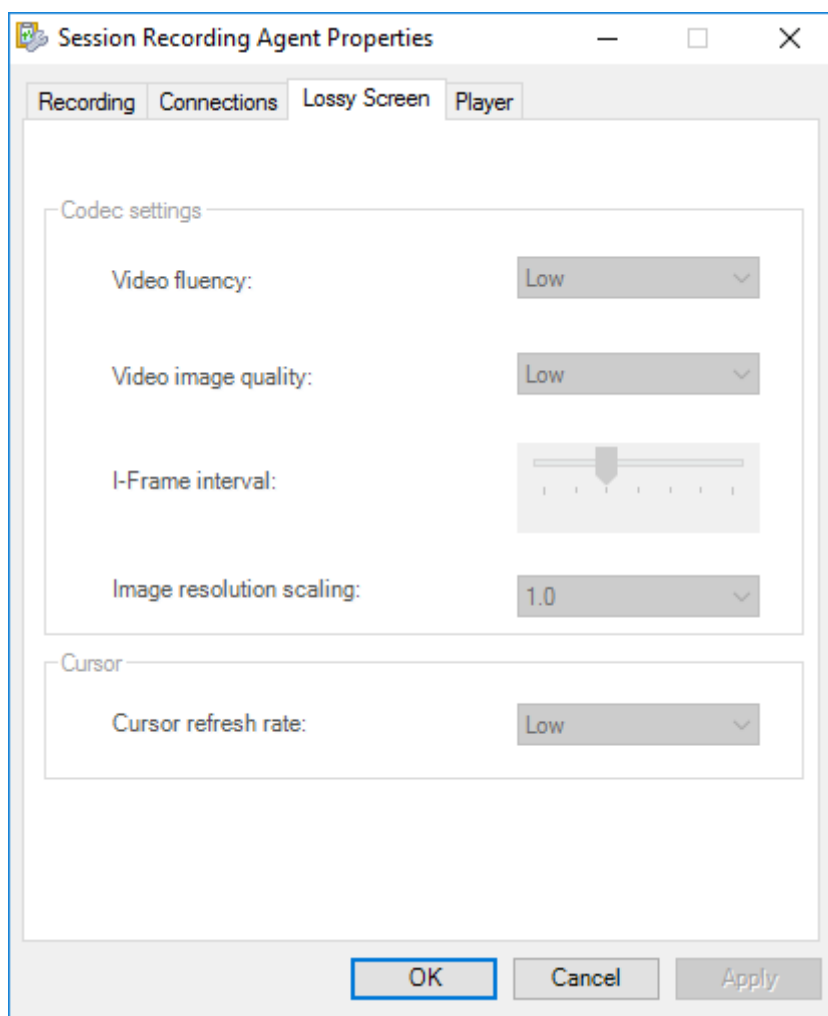 Session Recording Agent Properties
Recording Connections Lossy Screen Player
Codec settings
Video fluency: Low
Video image quality: Low
I-Frame interval:
Image resolution scaling: 1.0
Cursor
Cursor refresh rate: Low
OK Cancel Apply